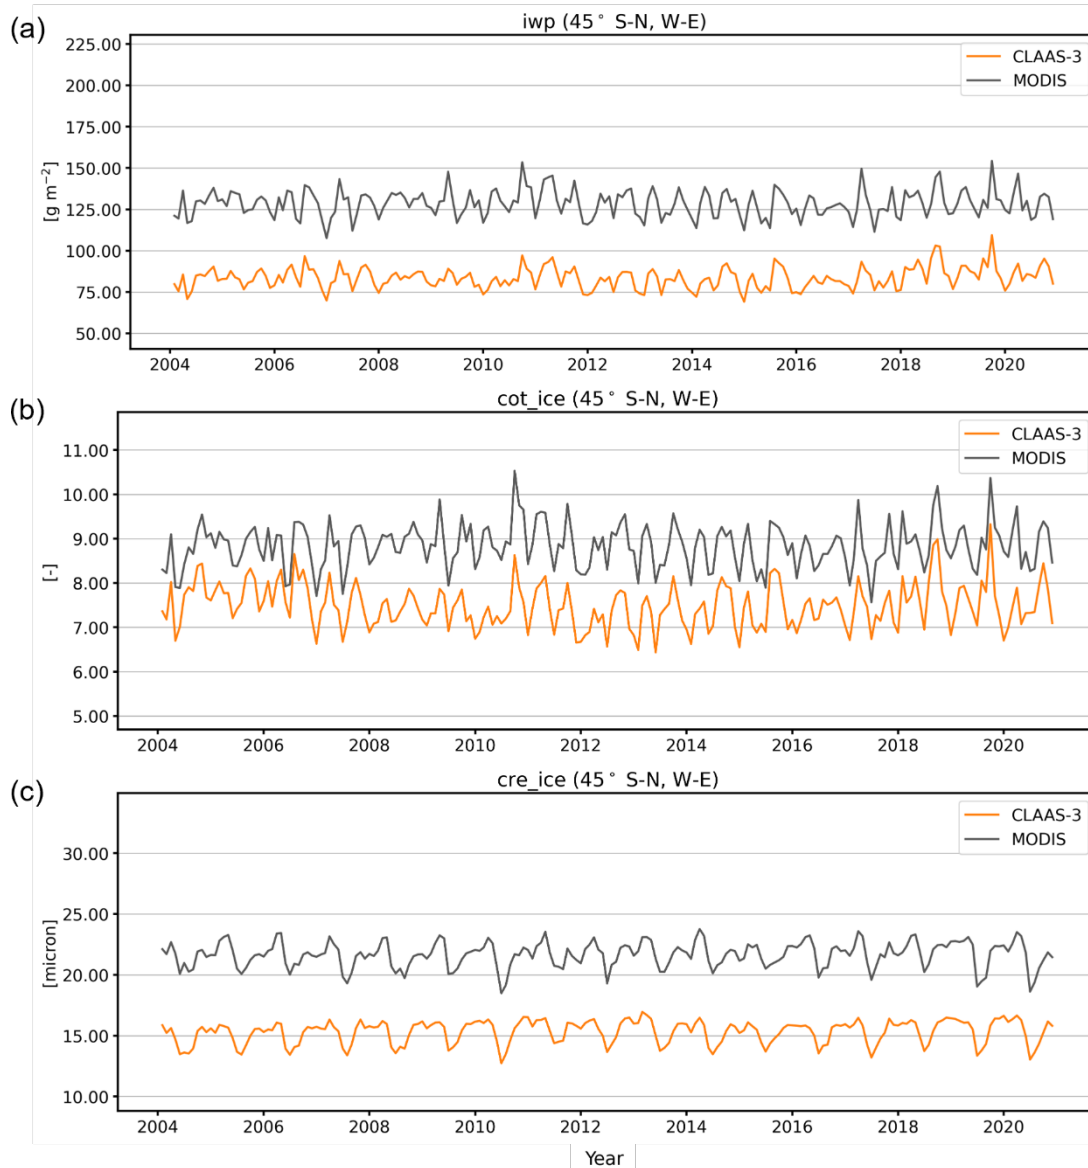 (a)
iwp (45° S-N, W-E)
225.00
200.00
175.00
150.00
125.00
100.00
75.00
50.00
[g m⁻²]
CLAAS-3
MODIS
2004 2006 2008 2010 2012 2014 2016 2018 2020
(b)
cot_ice (45° S-N, W-E)
11.00
10.00
9.00
8.00
7.00
6.00
5.00
[-]
CLAAS-3
MODIS
2004 2006 2008 2010 2012 2014 2016 2018 2020
(c)
cre_ice (45° S-N, W-E)
30.00
25.00
20.00
15.00
10.00
[micron]
CLAAS-3
MODIS
2004 2006 2008 2010 2012 2014 2016 2018 2020
Year